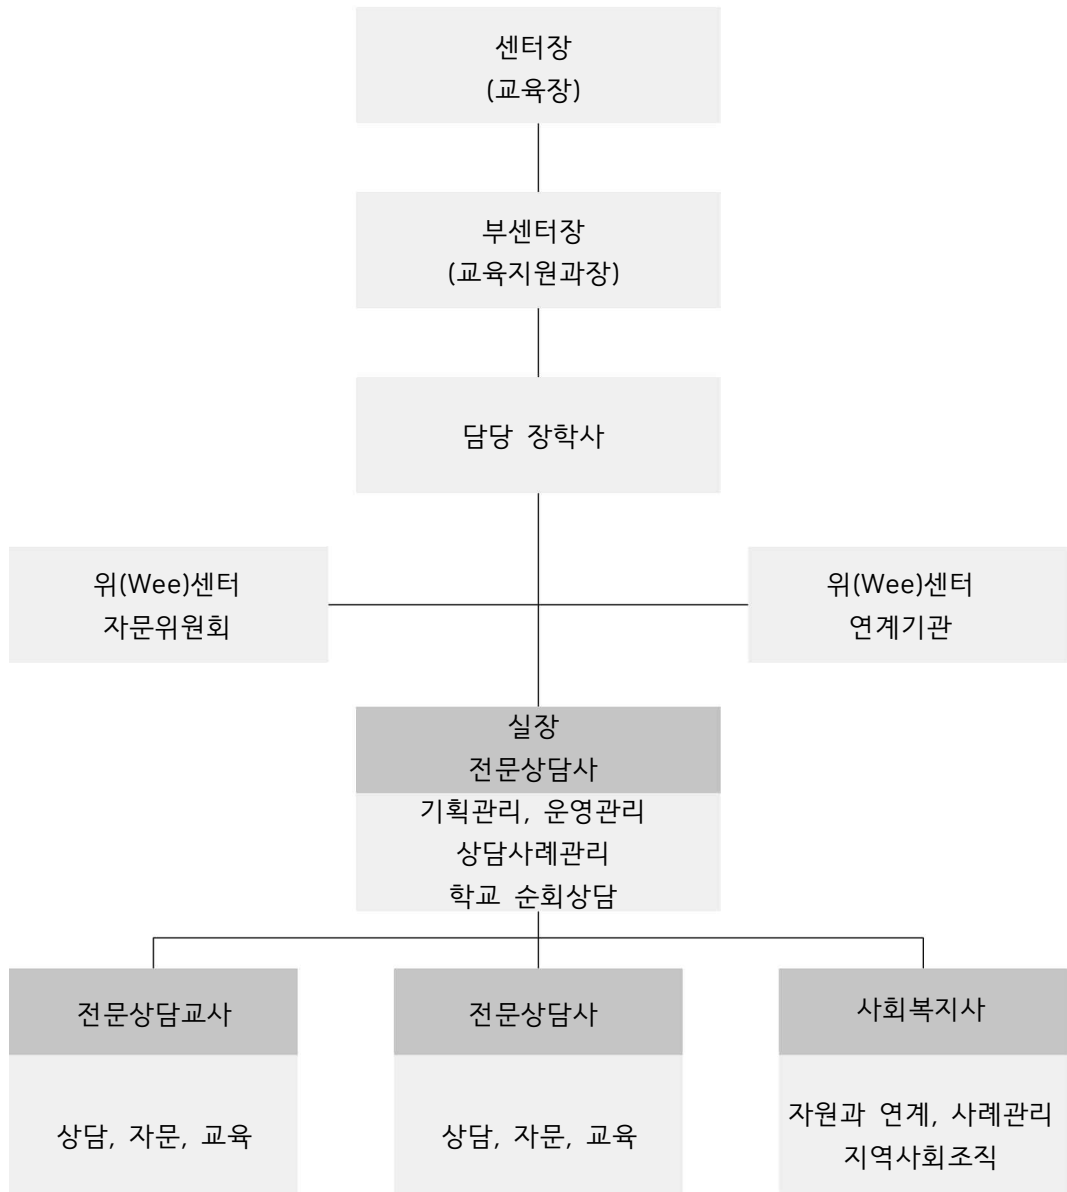 센터장
(교육장)
부센터장
(교육지원과장)
담당 장학사
위(Wee)센터
자문위원회
위(Wee)센터
연계기관
실장
전문상담사
기획관리, 운영관리
상담사례관리
학교 순회상담
전문상담교사
상담, 자문, 교육
전문상담사
상담, 자문, 교육
사회복지사
자원과 연계, 사례관리
지역사회조직